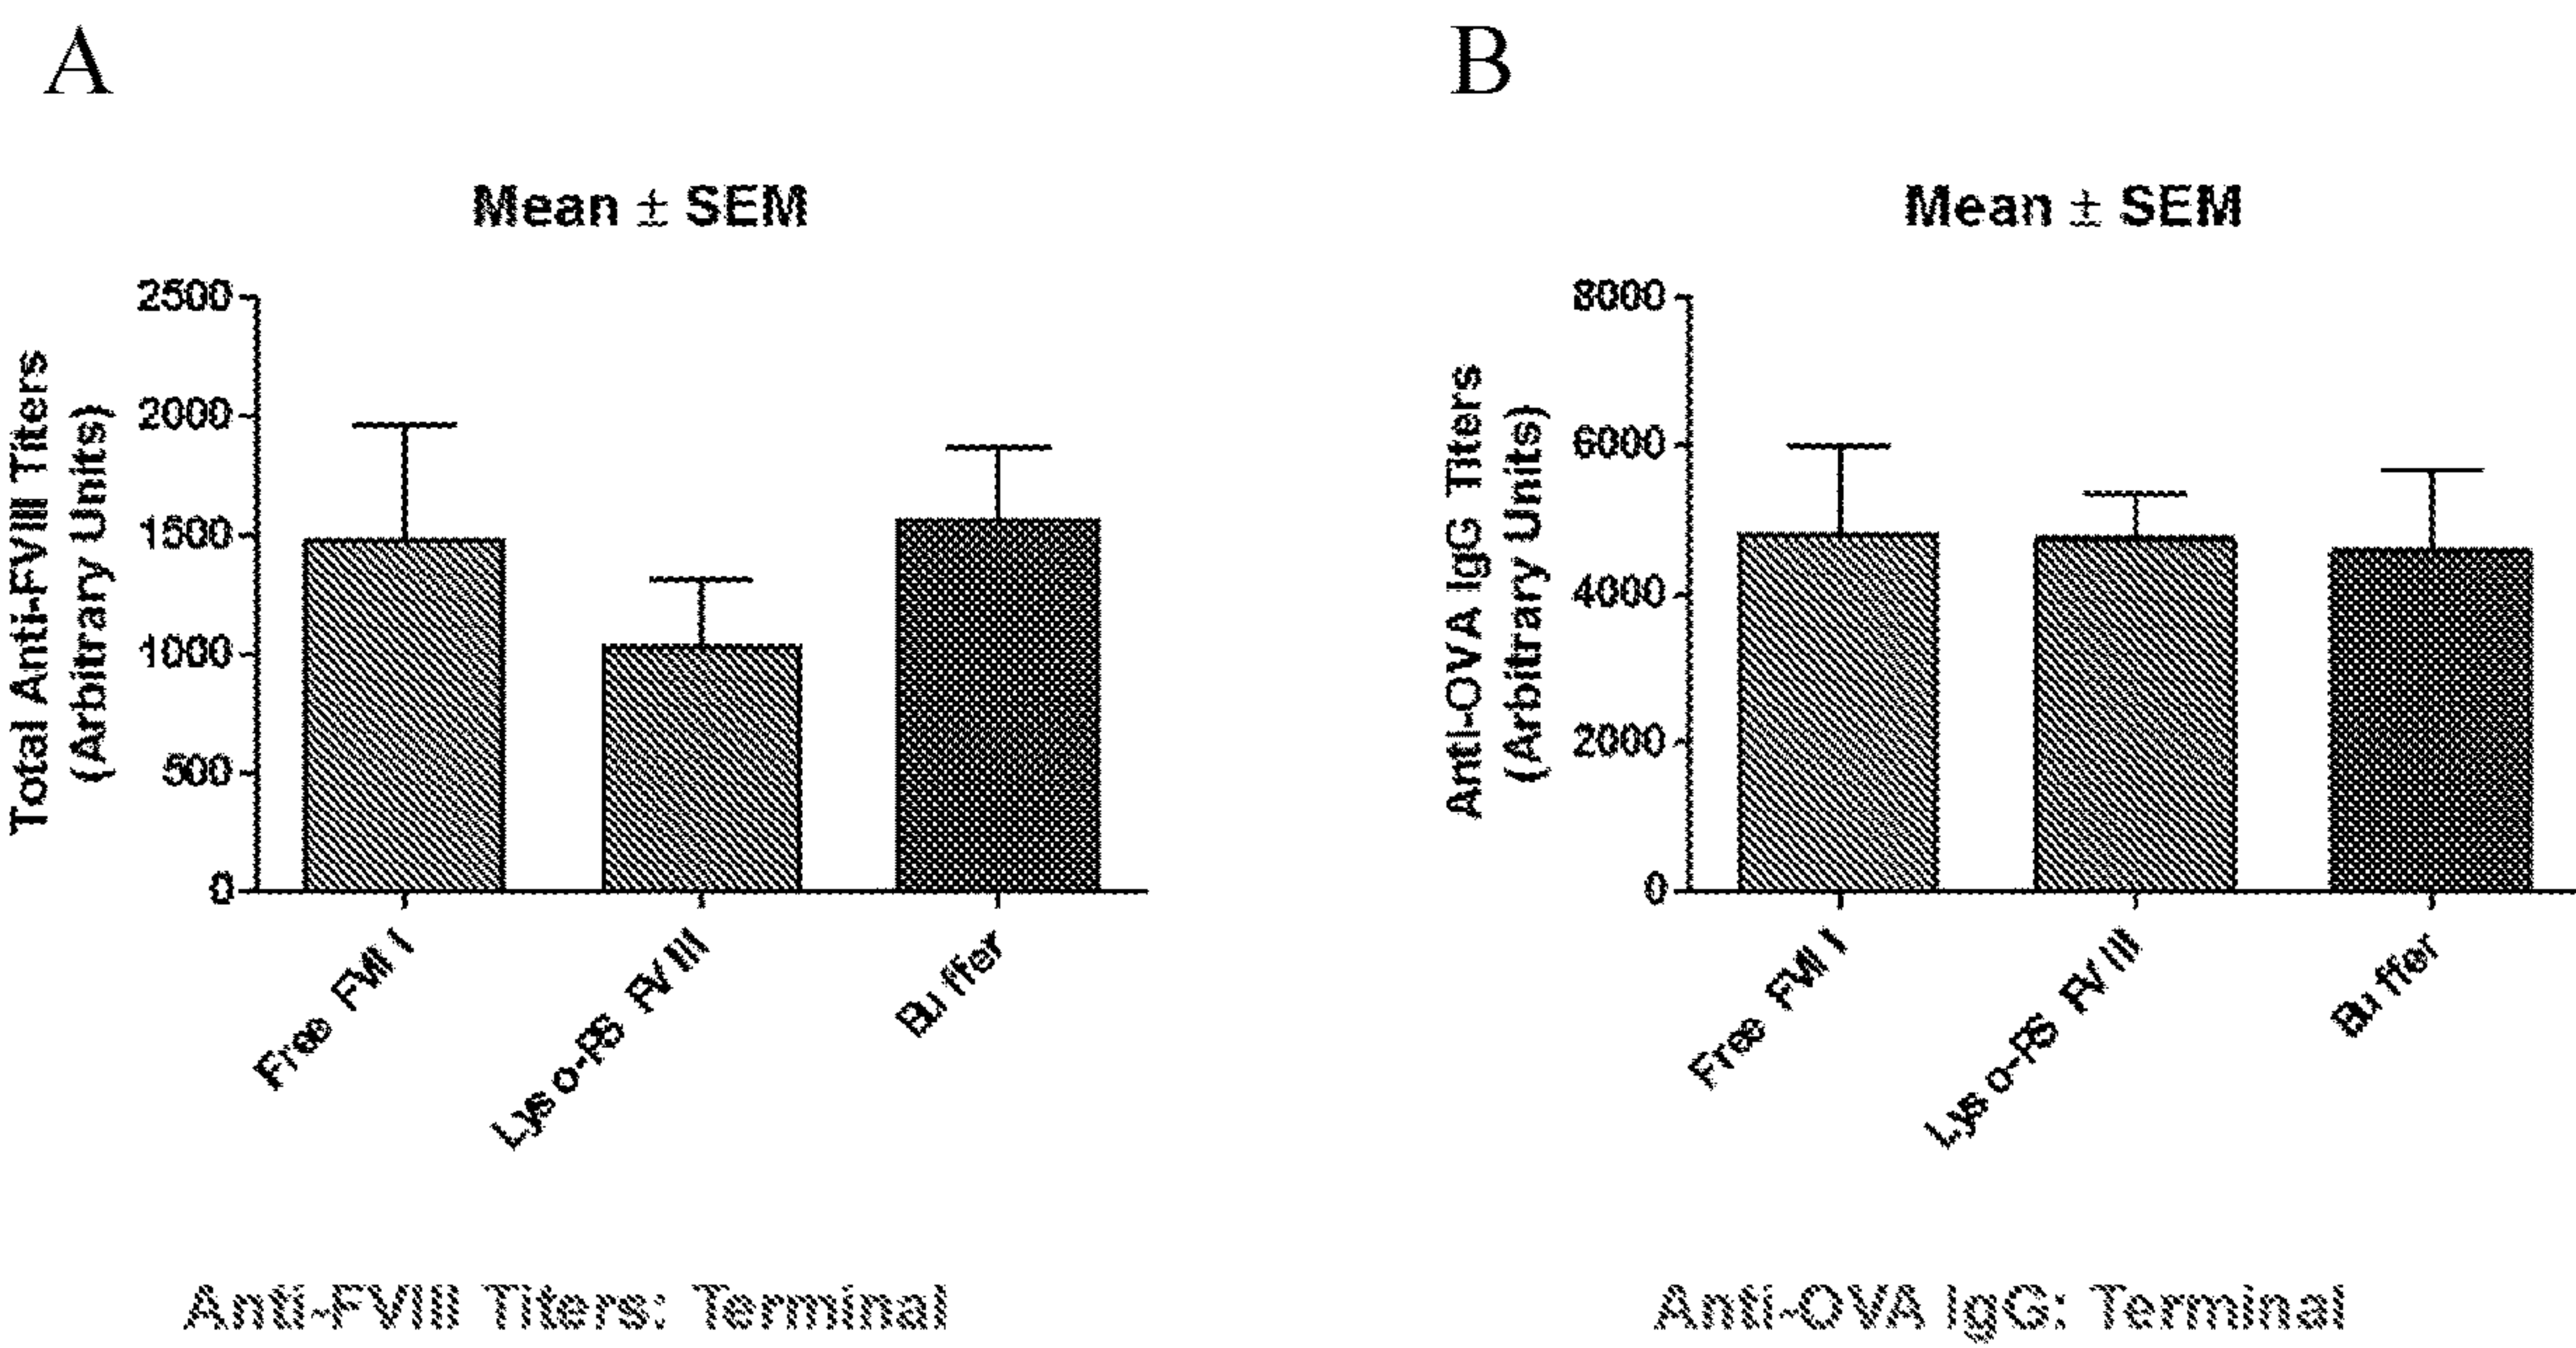 A
Mean ± SEM
Total Anti-FVIII Titers
(Arbitrary Units)
2500
2000
1500
1000
500
0
Free FVIII
Lyso-PS FVIII
Buffer
Anti-FVIII Titers: Terminal
B
Mean ± SEM
Anti-OVA IgG Titers
(Arbitrary Units)
8000
6000
4000
2000
0
Free FVIII
Lyso-PS FVIII
Buffer
Anti-OVA IgG: Terminal